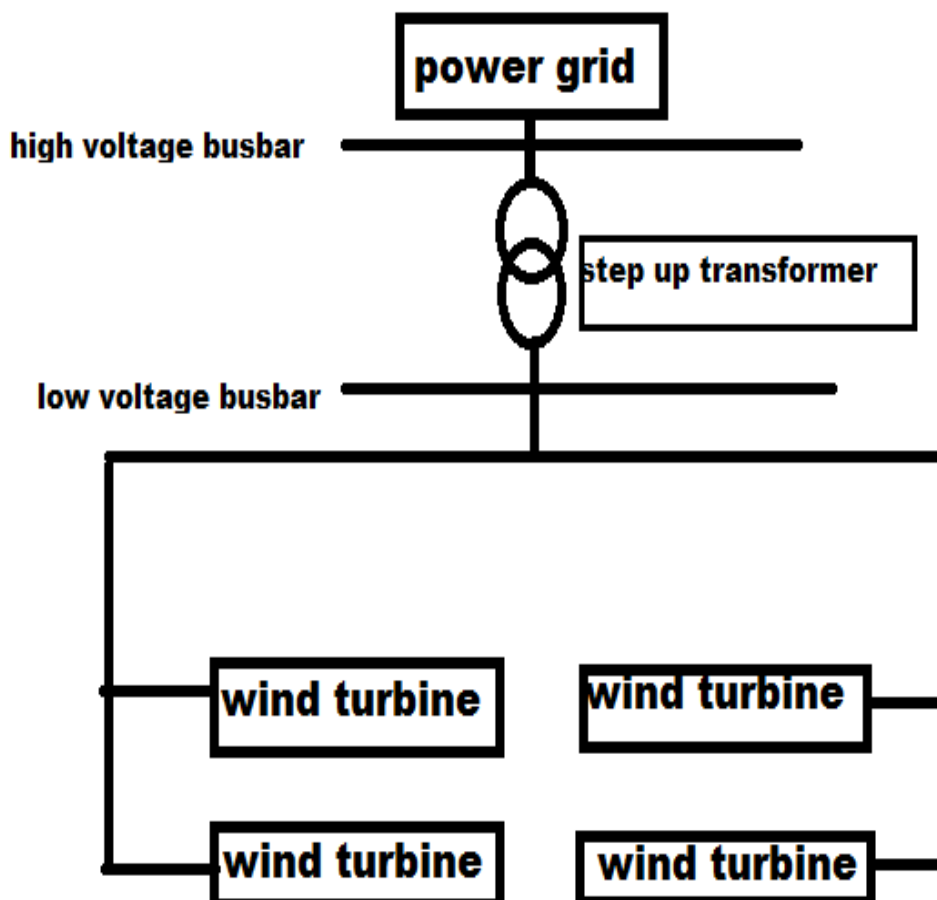 power grid
high voltage busbar
step up transformer
low voltage busbar
wind turbine
wind turbine
wind turbine
wind turbine